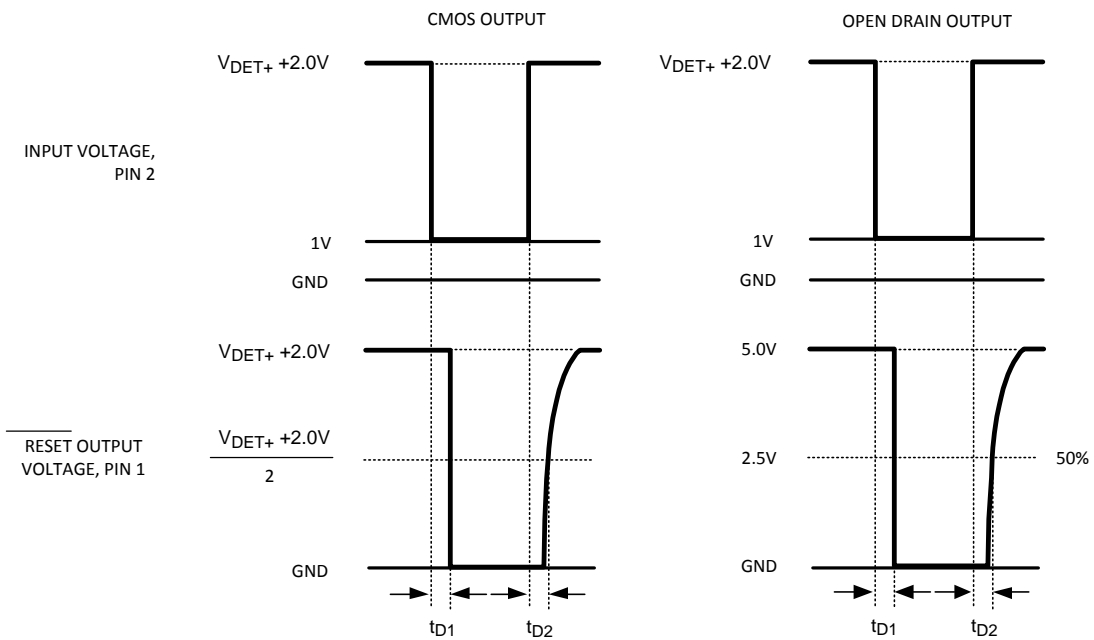 CMOS OUTPUT
OPEN DRAIN OUTPUT
VDET+ +2.0V
VDET+ +2.0V
INPUT VOLTAGE,
PIN 2
1V
1V
GND
GND
VDET+ +2.0V
5.0V
RESET OUTPUT
VOLTAGE, PIN 1
VDET+ +2.0V
2
2.5V
50%
GND
GND
tD1
tD2
tD1
tD2